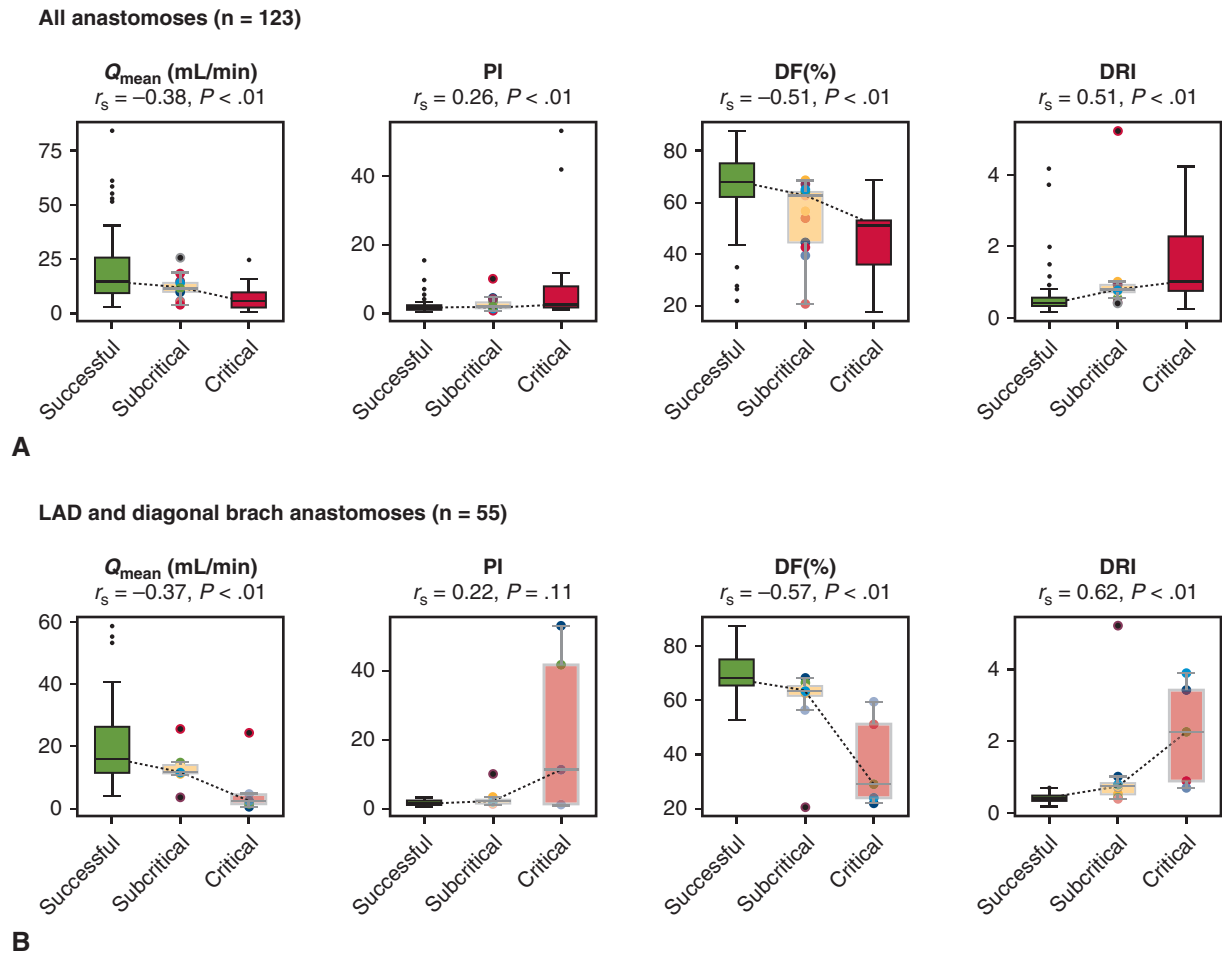 All anastomoses (n = 123)
Qmean (mL/min) PI DF(%) DRI
rs = –0.38, P < .01 rs = 0.26, P < .01 rs = –0.51, P < .01 rs = 0.51, P < .01
75 40 80 4
50 60
25 20 40 2
0 0 20 0
Successful Subcritical Critical Successful Subcritical Critical Successful Subcritical Critical Successful Subcritical Critical
A
LAD and diagonal brach anastomoses (n = 55)
Qmean (mL/min) PI DF(%) DRI
rs = –0.37, P < .01 rs = 0.22, P = .11 rs = –0.57, P < .01 rs = 0.62, P < .01
60 40 80 4
40 60
20 20 40 2
0 0 20 0
Successful Subcritical Critical Successful Subcritical Critical Successful Subcritical Critical Successful Subcritical Critical
B